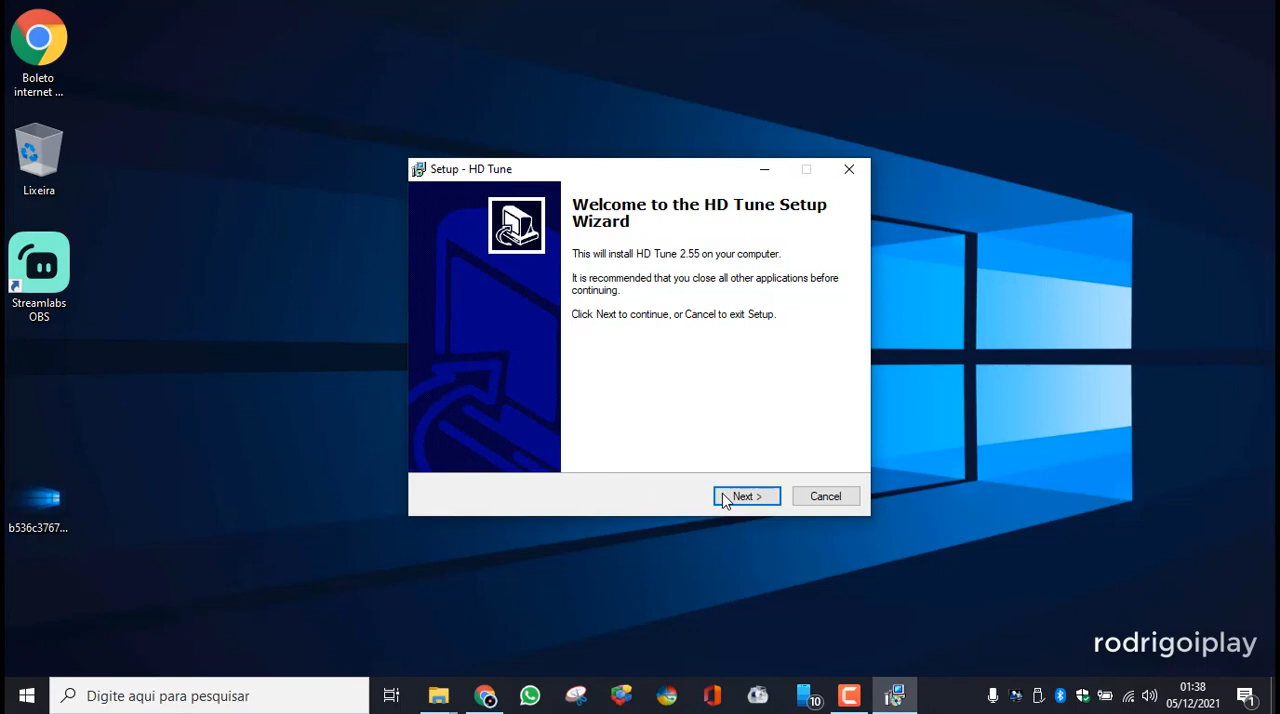 Boleto
internet ...
Lixeira
Streamlabs
OBS
b536c3767...
Setup - HD Tune
Welcome to the HD Tune Setup
Wizard
This will install HD Tune 2.55 on your computer.
It is recommended that you close all other applications before
continuing.
Click Next to continue, or Cancel to exit Setup.
Next >
Cancel
rodrigoiplay
Digite aqui para pesquisar
10
01:38
05/12/2021
1